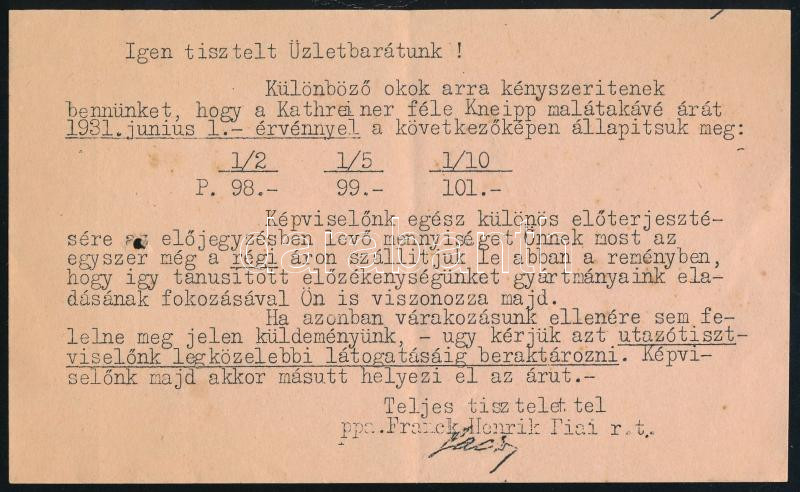 Igen tisztelt Üzletbarátunk !
Különböző okok arra kényszeritenek
bennünket, hogy a Kathreiner féle Kneipp malátakávé árát
1931.junius 1.- érvénnyel a következőképen állapitsuk meg:
1/2 1/5 1/10
P. 98.- 99.- 101.-
Képviselőnk egész különös előterjeszté-
sére az előjegyzésben levő mennyiséget Önnek most az
egyszer még a régi áron szállitjuk le abban a reményben,
hogy igy tanusitott előzékenységünket gyártmányaink ela-
dásának fokozásával Ön is viszonozza majd.
Ha azonban várakozásunk ellenére sem fe-
lelne meg jelen küldeményünk, - ugy kérjük azt utazótiszt-
viselőnk legközelebbi látogatásáig beraktározni. Képvi-
selőnk majd akkor másutt helyezi el az árut.-
Teljes tisztelettel
ppa.Franck Henrik Fiai r.t.
darabanth